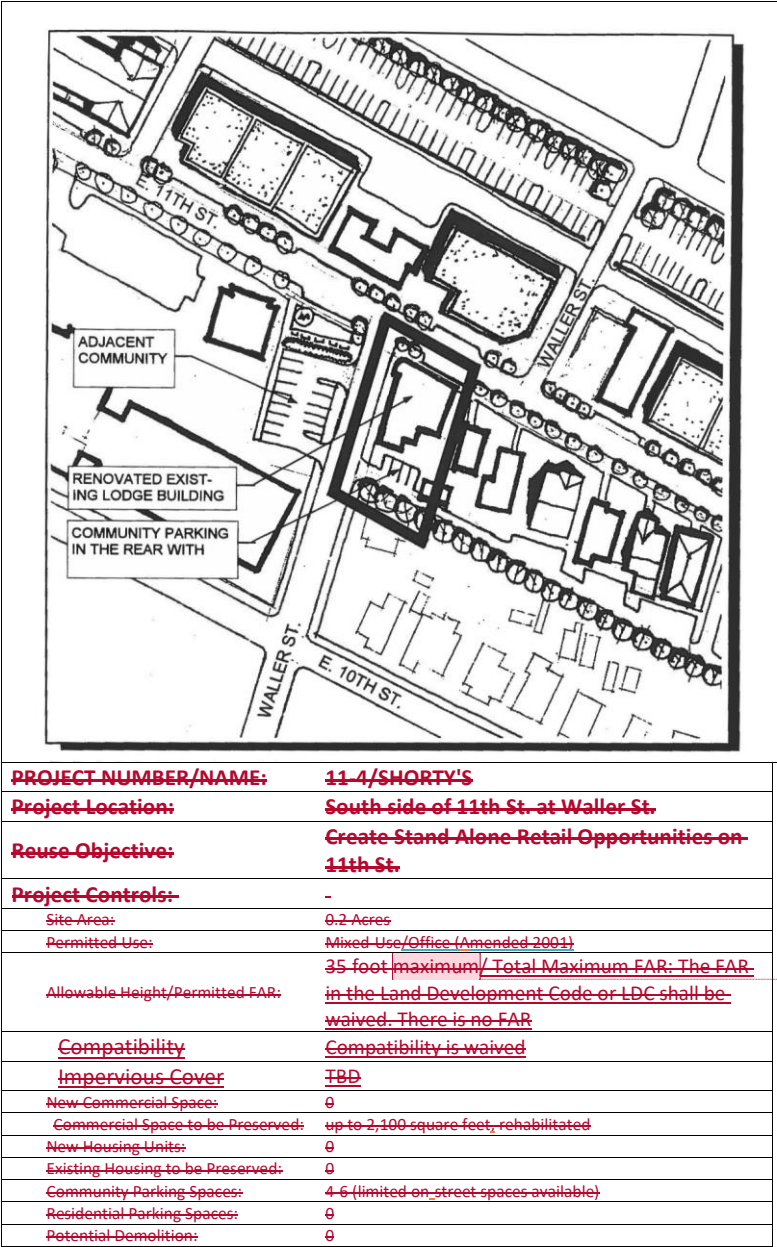 E. 11TH ST.
WALLER ST.
ADJACENT
COMMUNITY
RENOVATED EXIST-
ING LODGE BUILDING
COMMUNITY PARKING
IN THE REAR WITH
WALLER ST.
E. 10TH ST.
PROJECT NUMBER/NAME: 11-4/SHORTY'S
Project Location: South side of 11th St. at Waller St.
Reuse Objective: Create Stand Alone Retail Opportunities on
11th St.
Project Controls: -
Site Area: 0.2 Acres
Permitted Use: Mixed Use/Office (Amended 2001)
Allowable Height/Permitted FAR: 35 foot maximum/ Total Maximum FAR: The FAR
in the Land Development Code or LDC shall be
waived. There is no FAR
Compatibility Compatibility is waived
Impervious Cover TBD
New Commercial Space: 0
Commercial Space to be Preserved: up to 2,100 square feet, rehabilitated
New Housing Units: 0
Existing Housing to be Preserved: 0
Community Parking Spaces: 4-6 (limited on-street spaces available)
Residential Parking Spaces: 0
Potential Demolition: 0